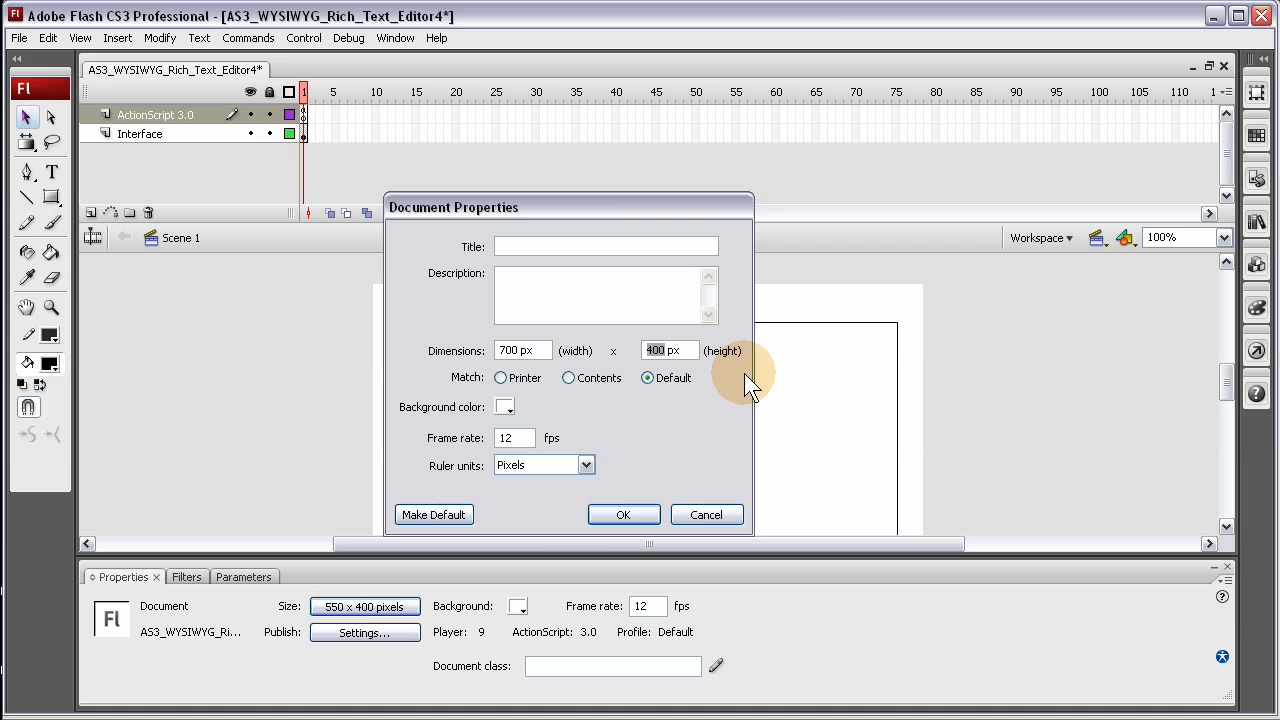 Fl Adobe Flash CS3 Professional - [AS3_WYSIWYG_Rich_Text_Editor4*]
File Edit View Insert Modify Text Commands Control Debug Window Help
AS3_WYSIWYG_Rich_Text_Editor4*
Fl
1 5 10 15 20 25 30 35 40 45 50 55 60 65 70 75 80 85 90 95 100 105 110 1
ActionScript 3.0
Interface
Scene 1
Workspace
100%
Document Properties
Title:
Description:
Dimensions: 700 px (width) x 400 px (height)
Match: Printer Contents Default
Background color:
Frame rate: 12 fps
Ruler units: Pixels
Make Default OK Cancel
Properties Filters Parameters
Fl Document Size: 550 x 400 pixels Background: Frame rate: 12 fps
AS3_WYSIWYG_Ri... Publish: Settings... Player: 9 ActionScript: 3.0 Profile: Default
Document class: